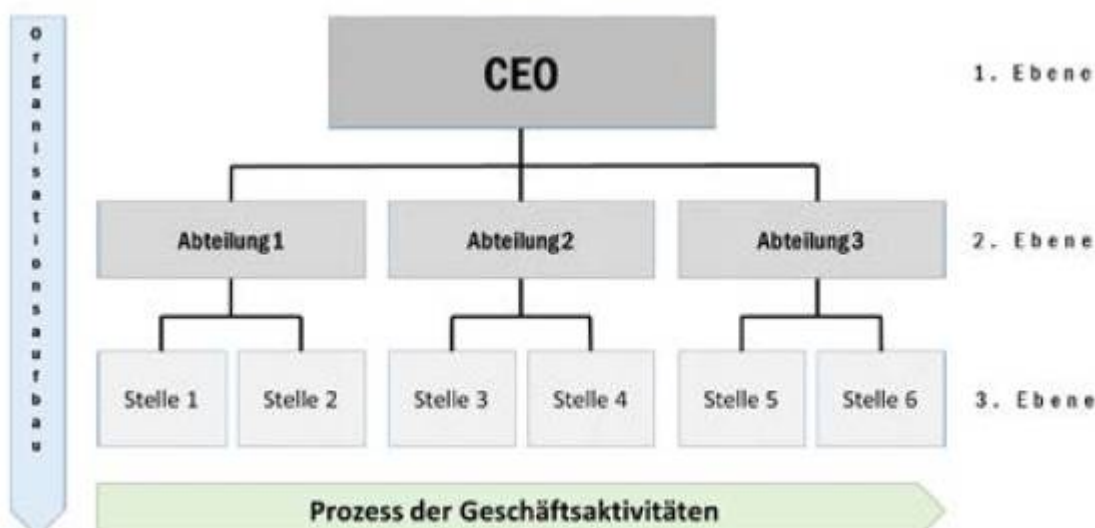 Organisationsaufbau
CEO
1. Ebene
Abteilung1
Abteilung2
Abteilung3
2. Ebene
Stelle 1
Stelle 2
Stelle 3
Stelle 4
Stelle 5
Stelle 6
3. Ebene
Prozess der Geschäftsaktivitäten